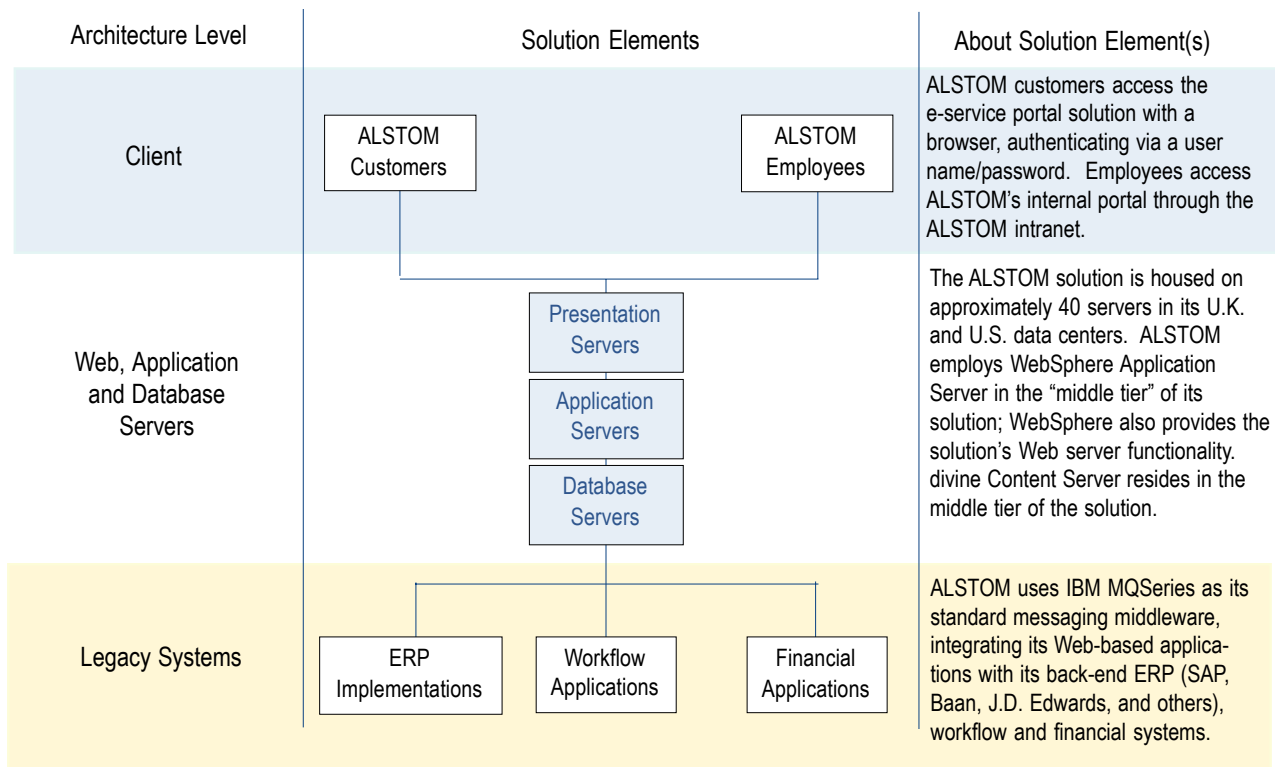 Architecture Level
Solution Elements
About Solution Element(s)
Client
ALSTOM
Customers
ALSTOM
Employees
ALSTOM customers access the
e-service portal solution with a
browser, authenticating via a user
name/password. Employees access
ALSTOM's internal portal through the
ALSTOM intranet.
Web, Application
and Database
Servers
Presentation
Servers
Application
Servers
Database
Servers
The ALSTOM solution is housed on
approximately 40 servers in its U.K.
and U.S. data centers. ALSTOM
employs WebSphere Application
Server in the “middle tier” of its
solution; WebSphere also provides the
solution's Web server functionality.
divine Content Server resides in the
middle tier of the solution.
Legacy Systems
ERP
Implementations
Workflow
Applications
Financial
Applications
ALSTOM uses IBM MQSeries as its
standard messaging middleware,
integrating its Web-based applica-
tions with its back-end ERP (SAP,
Baan, J.D. Edwards, and others),
workflow and financial systems.